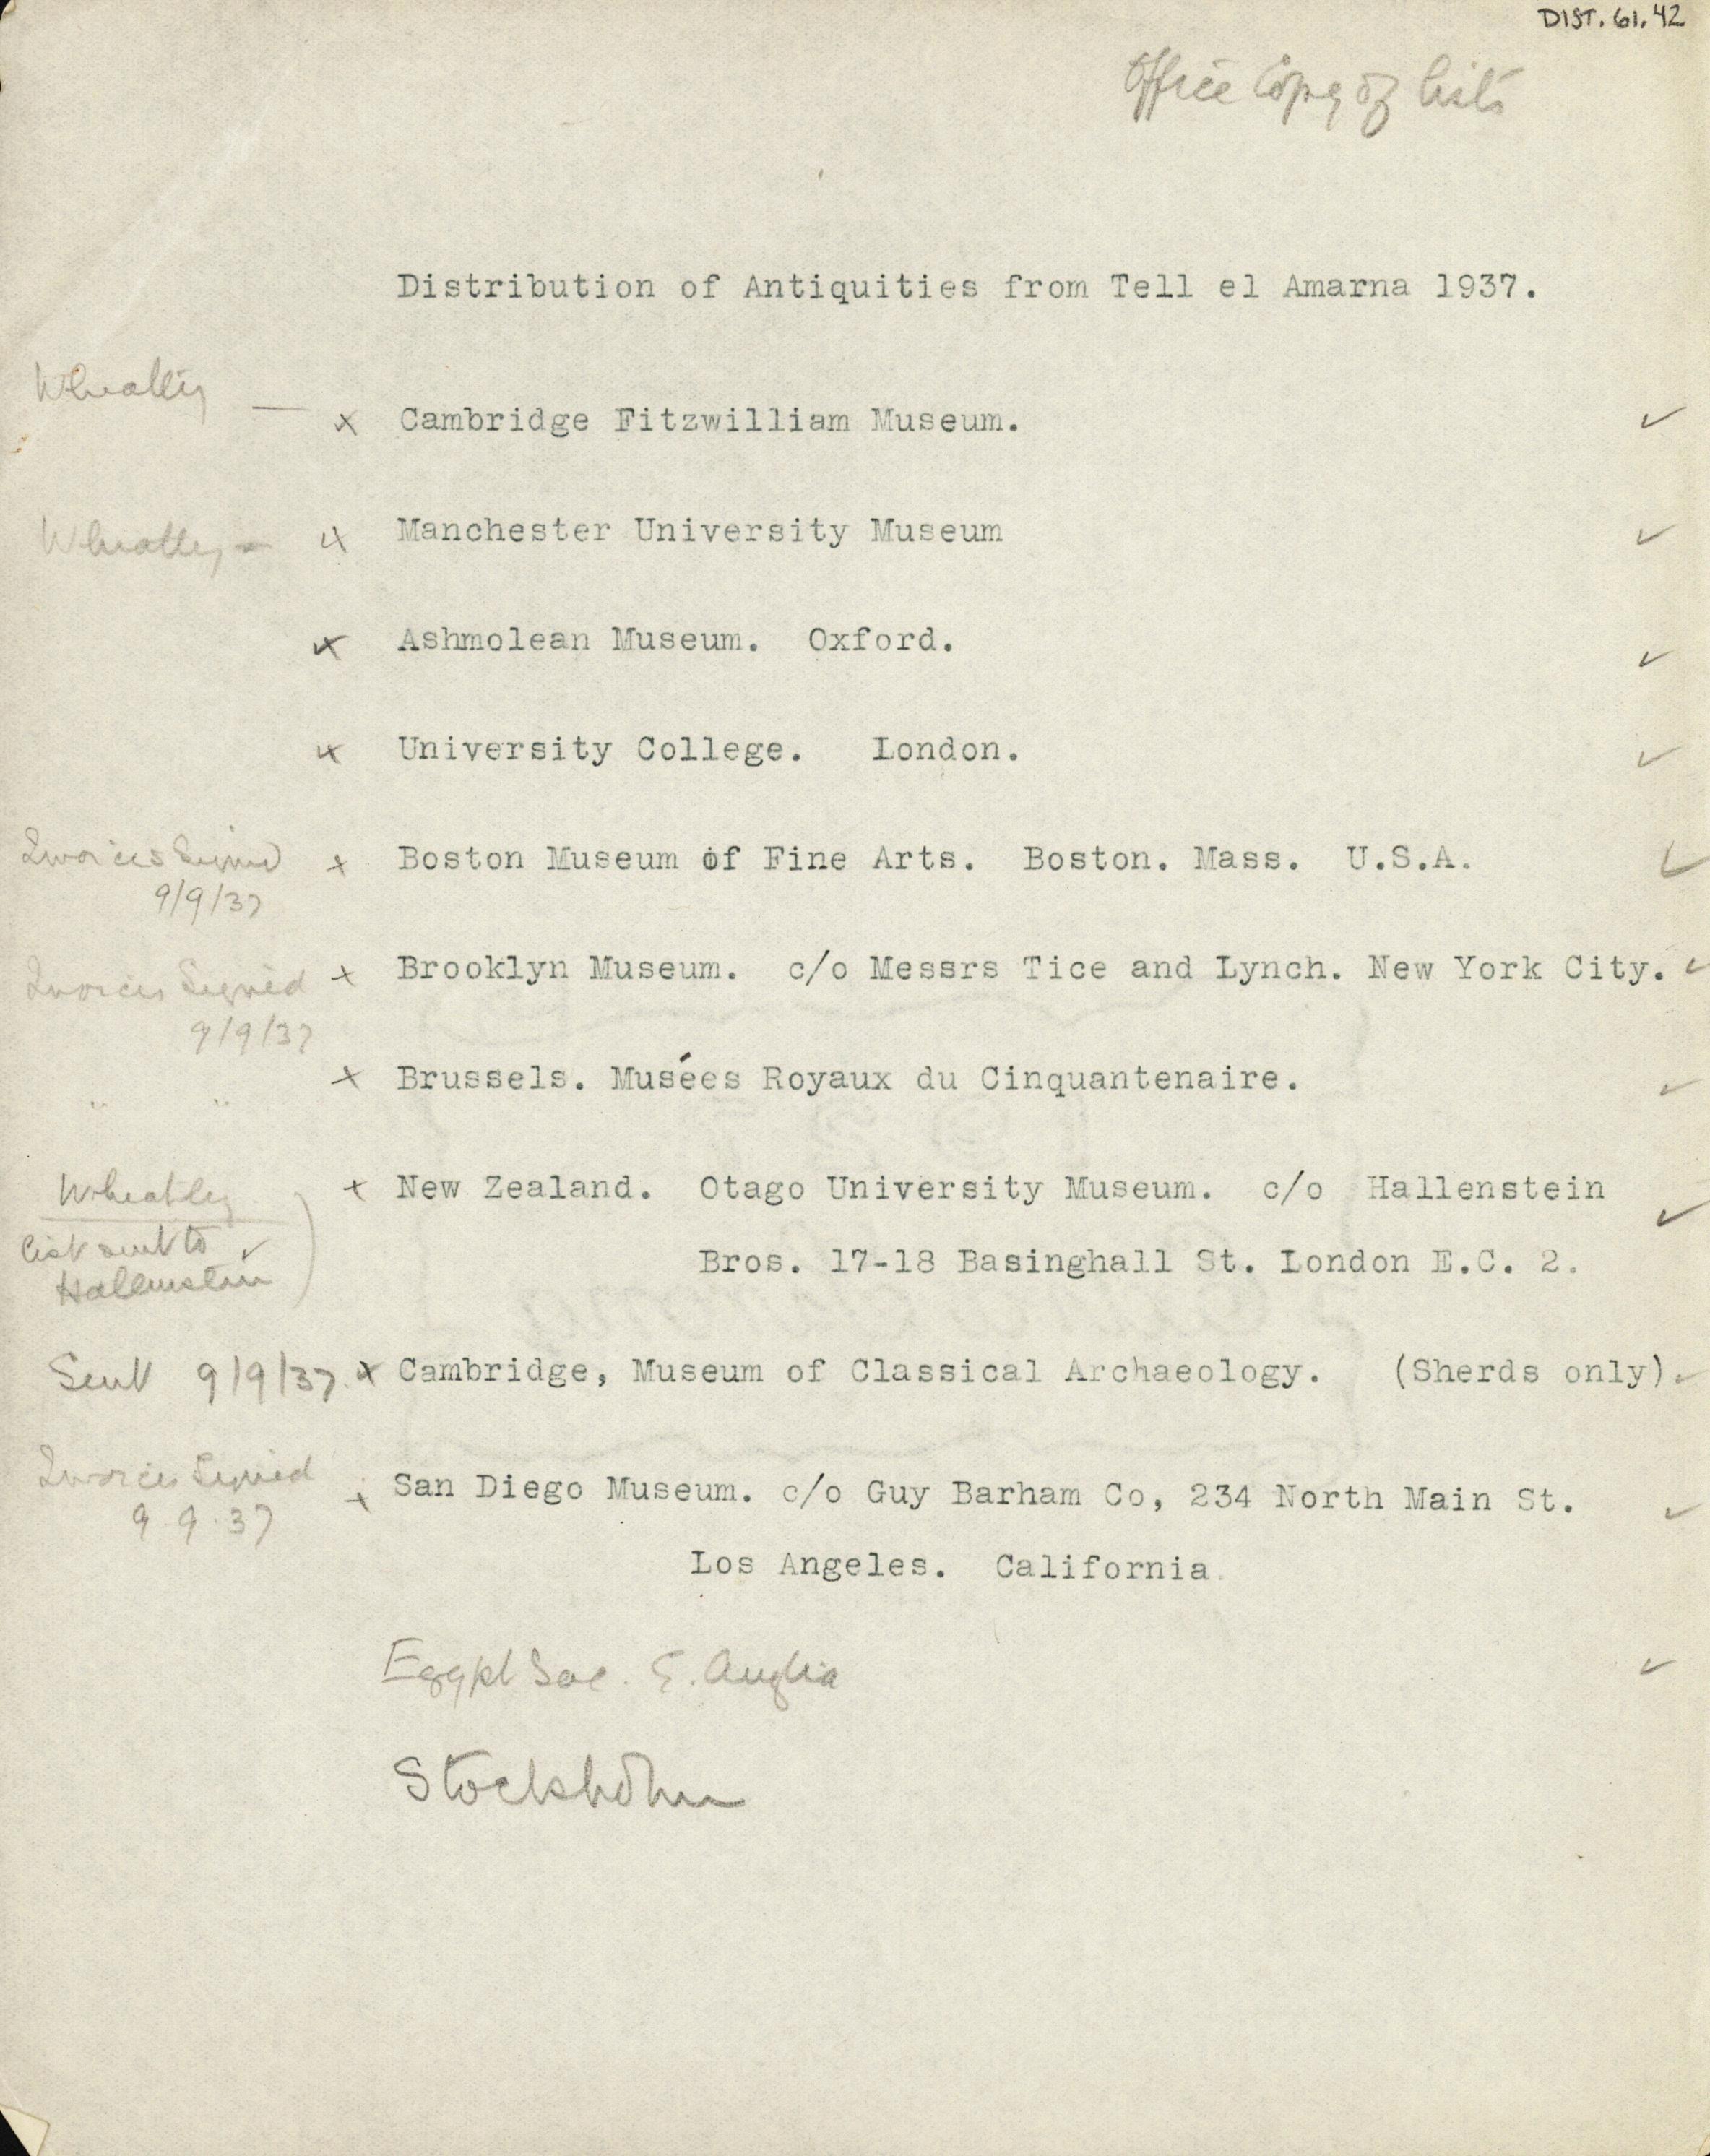 DIST. 61.42
Office Copy of lists
Distribution of Antiquities from Tell el Amarna 1937.
Wheatley — x Cambridge Fitzwilliam Museum. ✓
Wheatley - x Manchester University Museum ✓
x Ashmolean Museum. Oxford. ✓
x University College. London. ✓
Invoices Signed x Boston Museum of Fine Arts. Boston. Mass. U.S.A. ✓
9/9/37
Invoices Signed x Brooklyn Museum. c/o Messrs Tice and Lynch. New York City. ✓
9/9/37
x Brussels. Musées Royaux du Cinquantenaire. ✓
" "
Wheatley x New Zealand. Otago University Museum. c/o Hallenstein ✓
list sent to ✓
Hallenstein
Bros. 17-18 Basinghall St. London E.C. 2.
Sent 9/9/37. x Cambridge, Museum of Classical Archaeology. (Sherds only). ✓
Invoices Signed x San Diego Museum. c/o Guy Barham Co, 234 North Main St. ✓
9.9.37
Los Angeles. California.
Egypt Soc. E. Anglia ✓
Stockholm